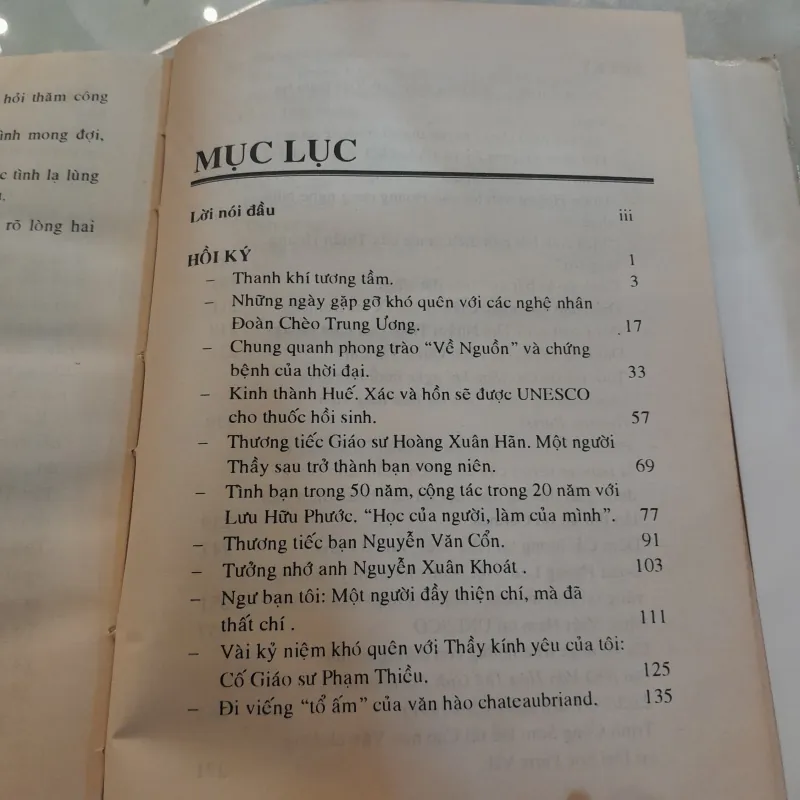 hỏi thăm công
ình mong đợi,
c tình lạ lùng
rõ lòng hai
MỤC LỤC
Lời nói đầu iii
HỒI KÝ 1
– Thanh khí tương tầm. 3
– Những ngày gặp gỡ khó quên với các nghệ nhân
Đoàn Chèo Trung Ương. 17
– Chung quanh phong trào “Về Nguồn” và chứng
bệnh của thời đại. 33
– Kinh thành Huế. Xác và hồn sẽ được UNESCO
cho thuốc hồi sinh. 57
– Thương tiếc Giáo sư Hoàng Xuân Hãn. Một người
Thầy sau trở thành bạn vong niên. 69
– Tình bạn trong 50 năm, cộng tác trong 20 năm với
Lưu Hữu Phước. “Học của người, làm của mình”. 77
– Thương tiếc bạn Nguyễn Văn Cổn. 91
– Tưởng nhớ anh Nguyễn Xuân Khoát . 103
– Ngư bạn tôi: Một người đầy thiện chí, mà đã
thất chí . 111
– Vài kỷ niệm khó quên với Thầy kính yêu của tôi:
Cố Giáo sư Phạm Thiều. 125
– Đi viếng “tổ ấm” của văn hào chateaubriand. 135